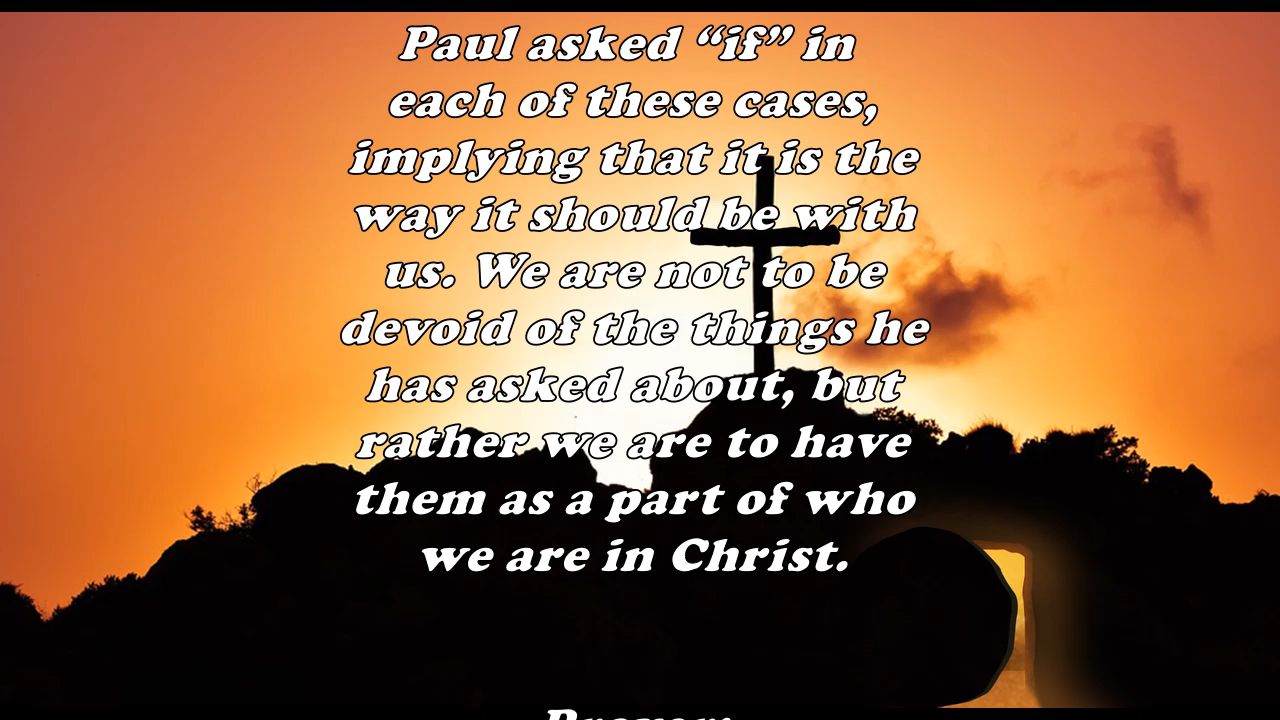 Paul asked “if” in
each of these cases,
implying that it is the
way it should be with
us. We are not to be
devoid of the things he
has asked about, but
rather we are to have
them as a part of who
we are in Christ.